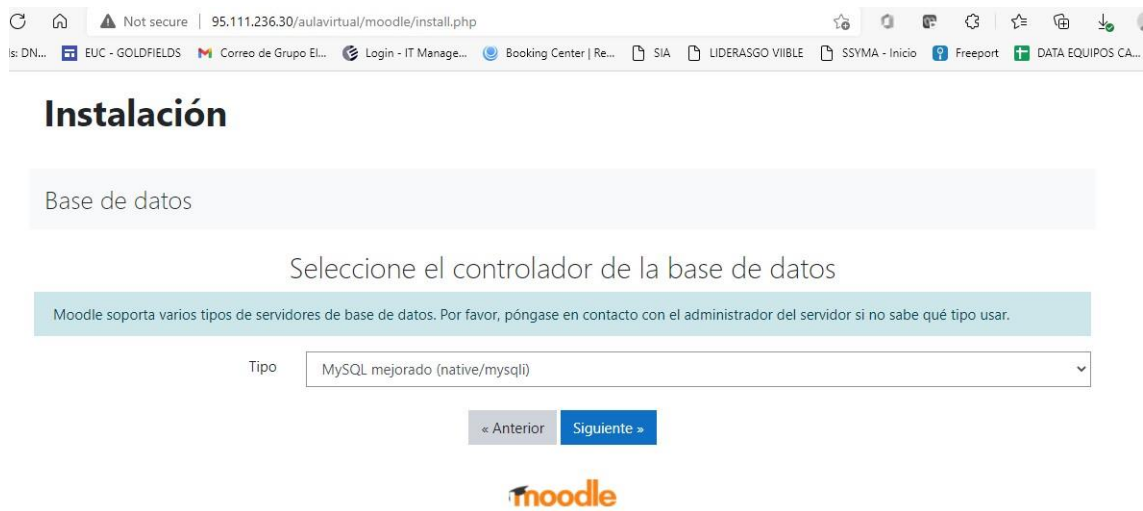 Not secure 95.111.236.30/aulavirtual/moodle/install.php
s: DN... EUC - GOLDFIELDS Correo de Grupo El... Login - IT Manage... Booking Center | Re... SIA LIDERASGO VIIBLE SSYMA - Inicio Freeport DATA EQUIPOS CA...
Instalación
Base de datos
Seleccione el controlador de la base de datos
Moodle soporta varios tipos de servidores de base de datos. Por favor, póngase en contacto con el administrador del servidor si no sabe qué tipo usar.
Tipo MySQL mejorado (native/mysqli)
« Anterior Siguiente »
moodle